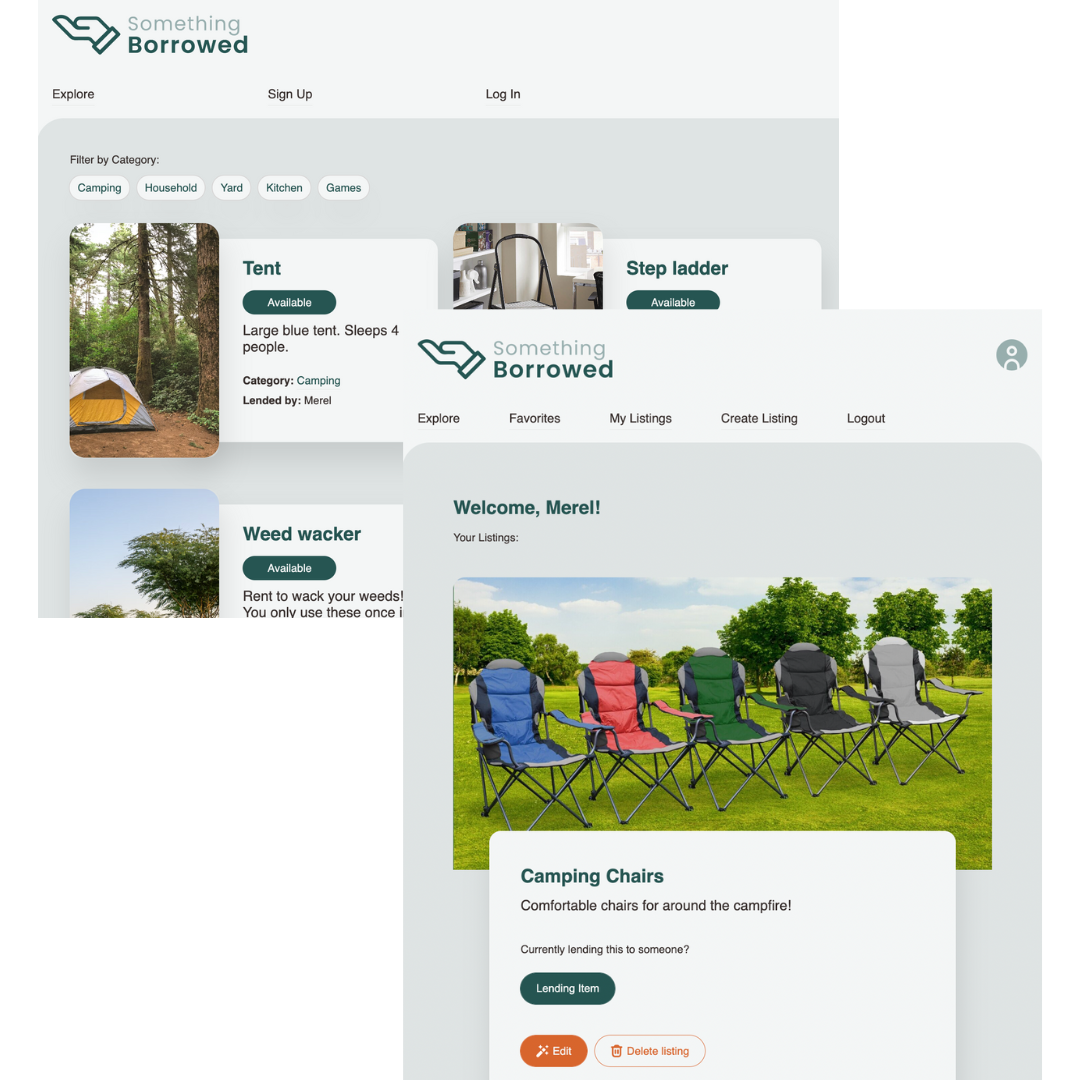 Something
Borrowed
Explore
Sign Up
Log In
Filter by Category:
Camping
Household
Yard
Kitchen
Games
Tent
Available
Large blue tent. Sleeps 4
people.
Category: Camping
Lended by: Merel
Step ladder
Available
Weed wacker
Available
Rent to wack your weeds!
You only use these once i
Something
Borrowed
Explore
Favorites
My Listings
Create Listing
Logout
Welcome, Merel!
Your Listings:
Camping Chairs
Comfortable chairs for around the campfire!
Currently lending this to someone?
Lending Item
Edit
Delete listing